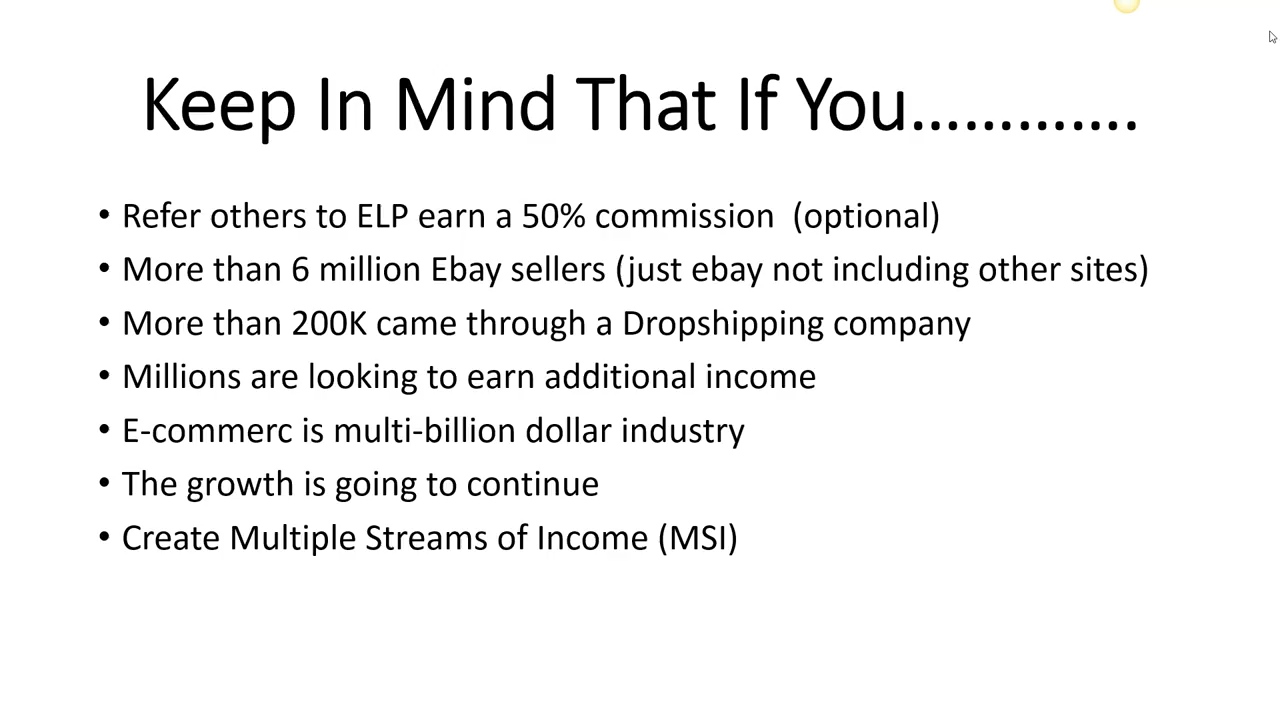 Keep In Mind That If You………….
• Refer others to ELP earn a 50% commission  (optional)
• More than 6 million Ebay sellers (just ebay not including other sites)
• More than 200K came through a Dropshipping company
• Millions are looking to earn additional income
• E-commerc is multi-billion dollar industry
• The growth is going to continue
• Create Multiple Streams of Income (MSI)